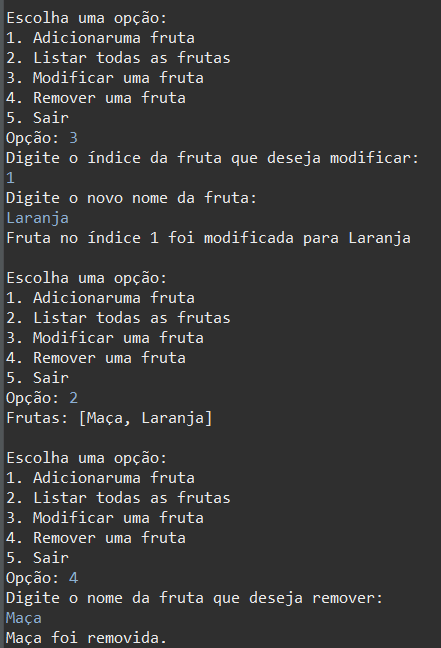 Escolha uma opção:
1. Adicionaruma fruta
2. Listar todas as frutas
3. Modificar uma fruta
4. Remover uma fruta
5. Sair
Opção: 3
Digite o índice da fruta que deseja modificar:
1
Digite o novo nome da fruta:
Laranja
Fruta no índice 1 foi modificada para Laranja
Escolha uma opção:
1. Adicionaruma fruta
2. Listar todas as frutas
3. Modificar uma fruta
4. Remover uma fruta
5. Sair
Opção: 2
Frutas: [Maça, Laranja]
Escolha uma opção:
1. Adicionaruma fruta
2. Listar todas as frutas
3. Modificar uma fruta
4. Remover uma fruta
5. Sair
Opção: 4
Digite o nome da fruta que deseja remover:
Maça
Maça foi removida.